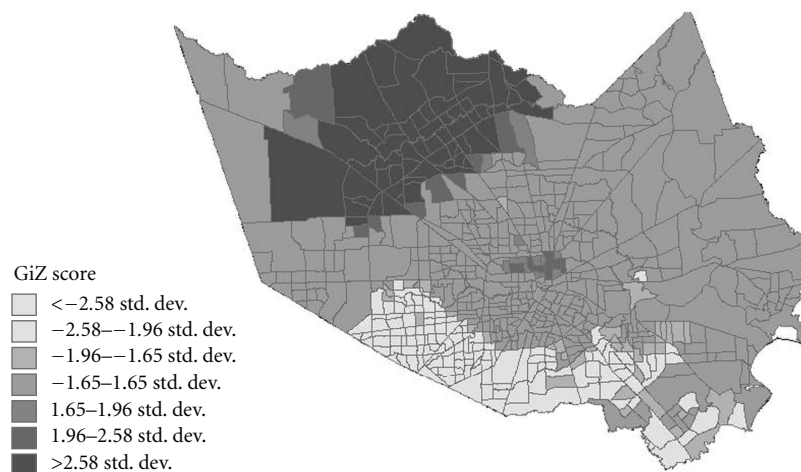 GiZ score
<−2.58 std. dev.
−2.58–−1.96 std. dev.
−1.96–−1.65 std. dev.
−1.65–1.65 std. dev.
1.65–1.96 std. dev.
1.96–2.58 std. dev.
>2.58 std. dev.